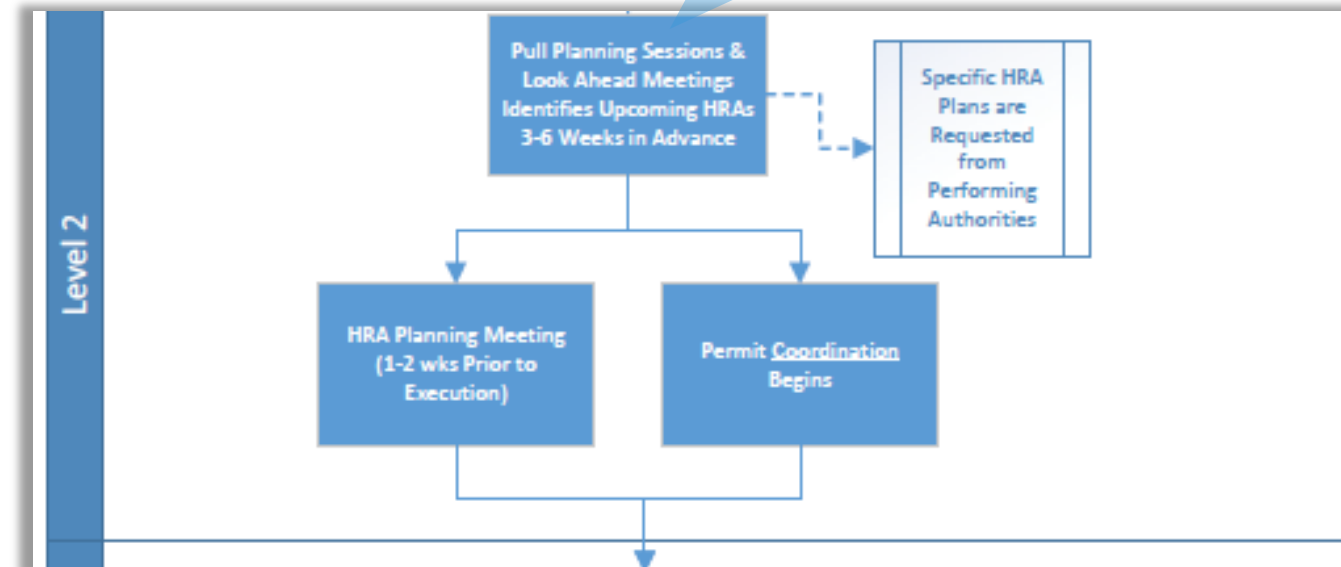 Level 2
Pull Planning Sessions &
Look Ahead Meetings
Identifies Upcoming HRAs
3-6 Weeks in Advance
Specific HRA
Plans are
Requested
from
Performing
Authorities
HRA Planning Meeting
(1-2 wks Prior to
Execution)
Permit Coordination
Begins